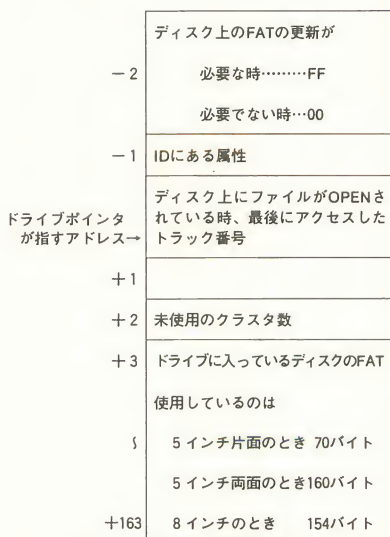 ディスク上のFATの更新が
－2 必要な時………FF
必要でない時…00
－1 IDにある属性
ディスク上にファイルがOPENさ
ドライブポインタ れている時、最後にアクセスした
が指すアドレス→ トラック番号
＋1
＋2 未使用のクラスタ数
＋3 ドライブに入っているディスクのFAT
使用しているのは
〜 5インチ片面のとき 70バイト
5インチ両面のとき160バイト
＋163 8インチのとき 154バイト